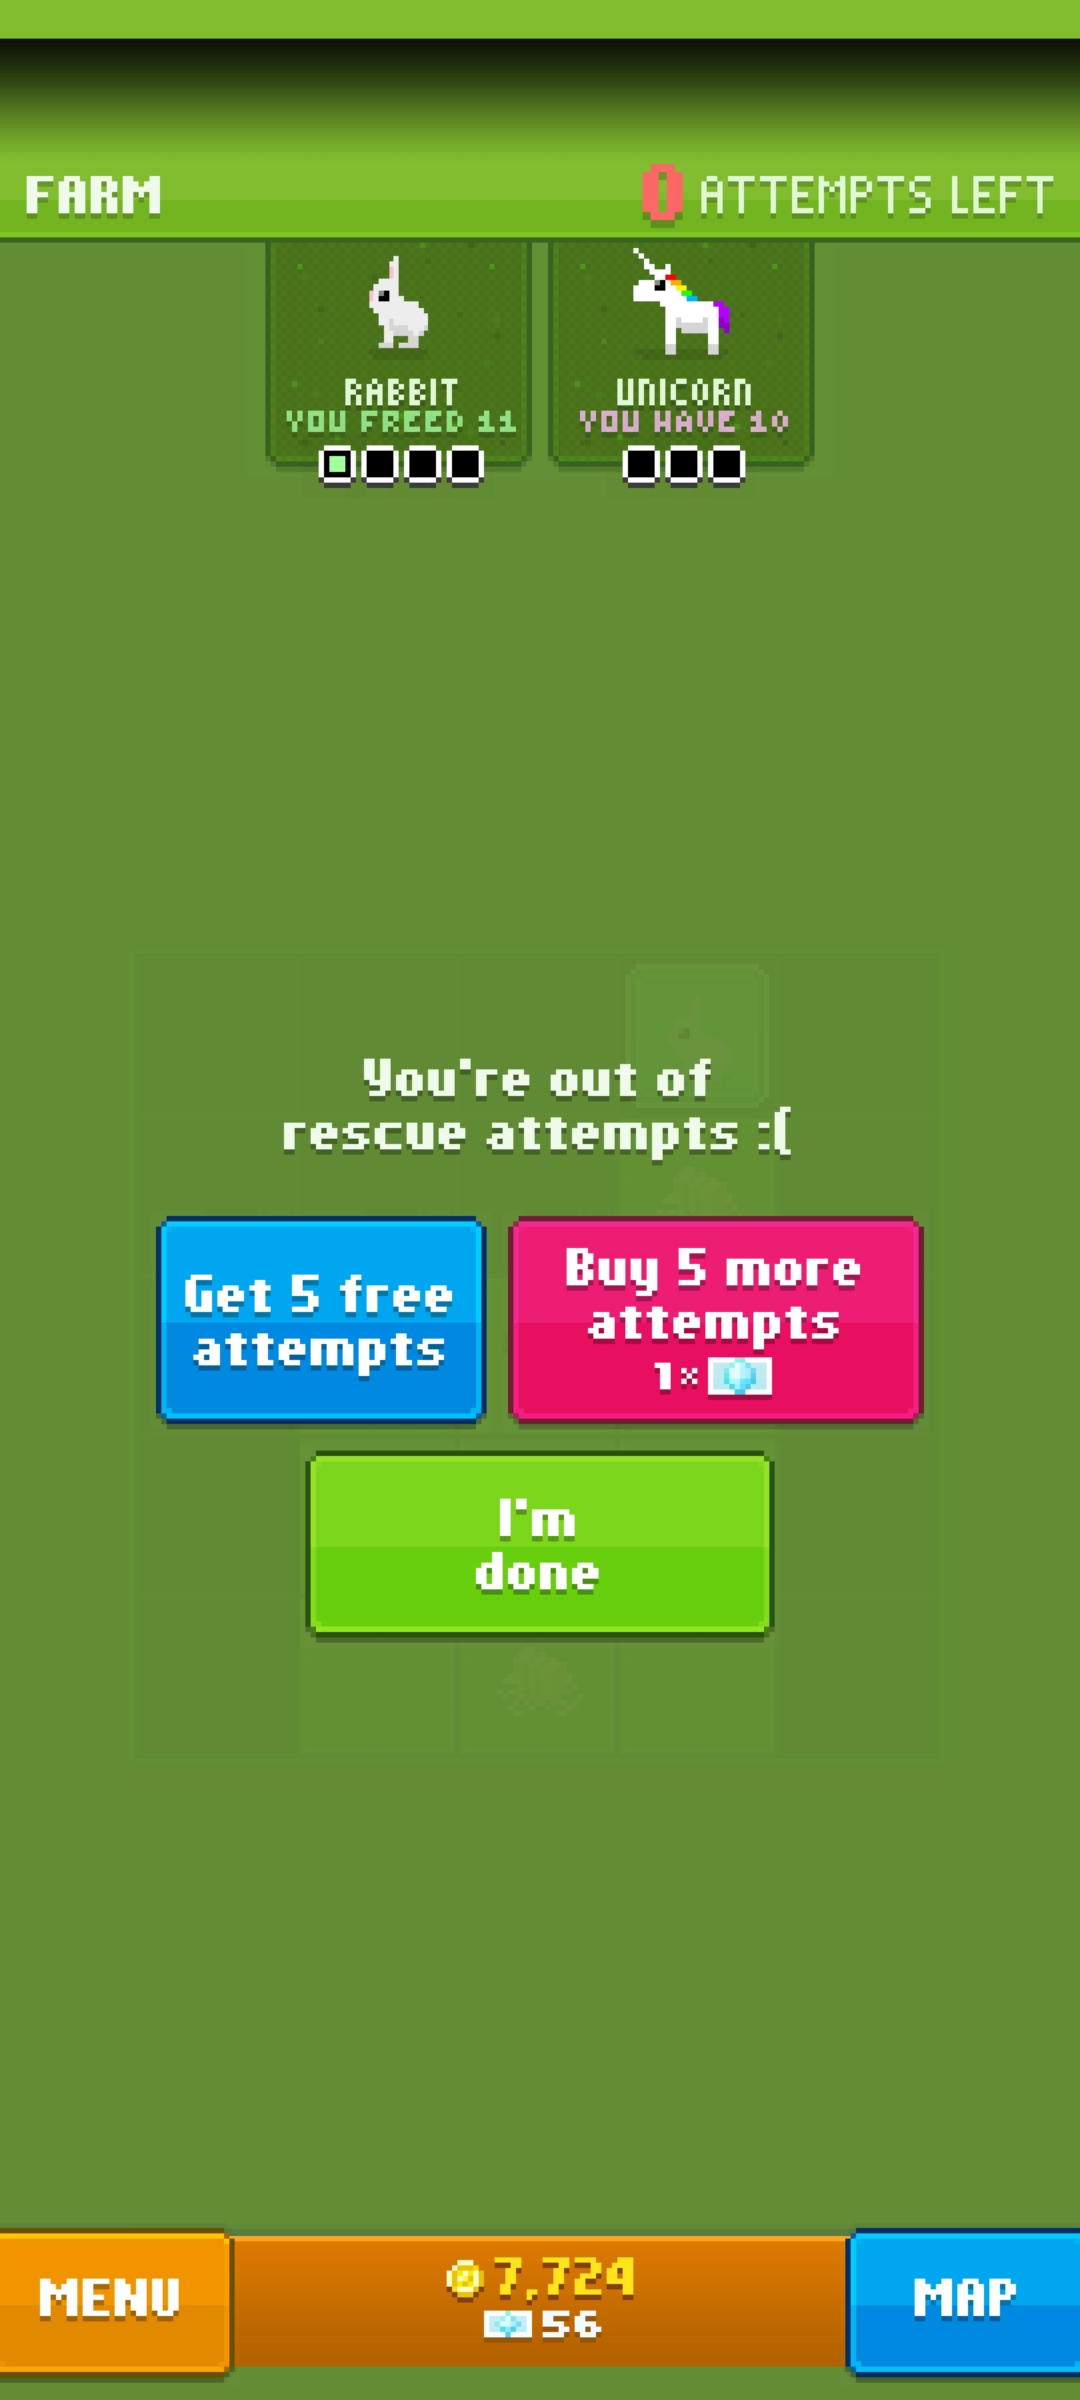 FARM
0 ATTEMPTS LEFT
RABBIT
YOU FREED 11
UNICORN
YOU HAVE 10
You're out of
rescue attempts :(
Get 5 free
attempts
Buy 5 more
attempts
1×
I'm
done
MENU
7,724
56
MAP